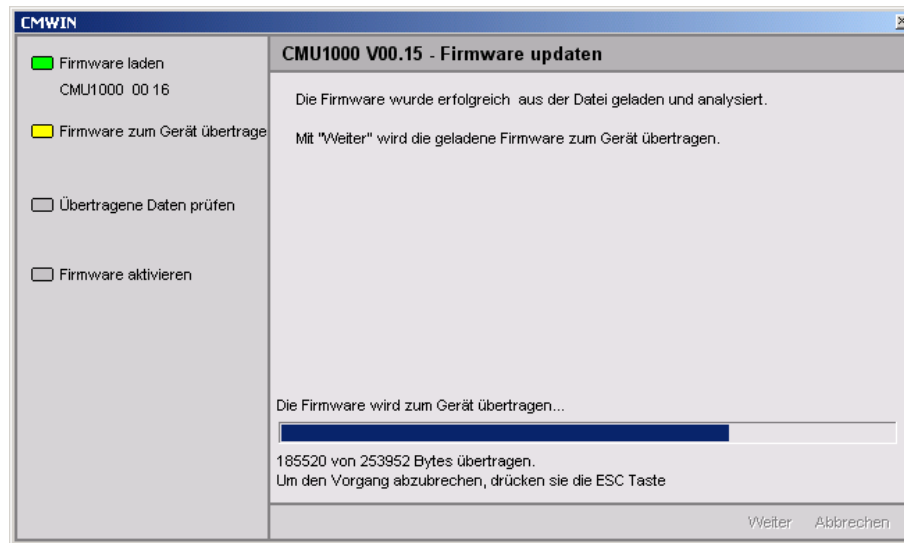 CMWIN
Firmware laden
CMU1000 00 16
Firmware zum Gerät übertrage
Übertragene Daten prüfen
Firmware aktivieren
CMU1000 V00.15 - Firmware updaten
Die Firmware wurde erfolgreich aus der Datei geladen und analysiert.
Mit "Weiter" wird die geladene Firmware zum Gerät übertragen.
Die Firmware wird zum Gerät übertragen...
185520 von 253952 Bytes übertragen.
Um den Vorgang abzubrechen, drücken sie die ESC Taste
Weiter Abbrechen